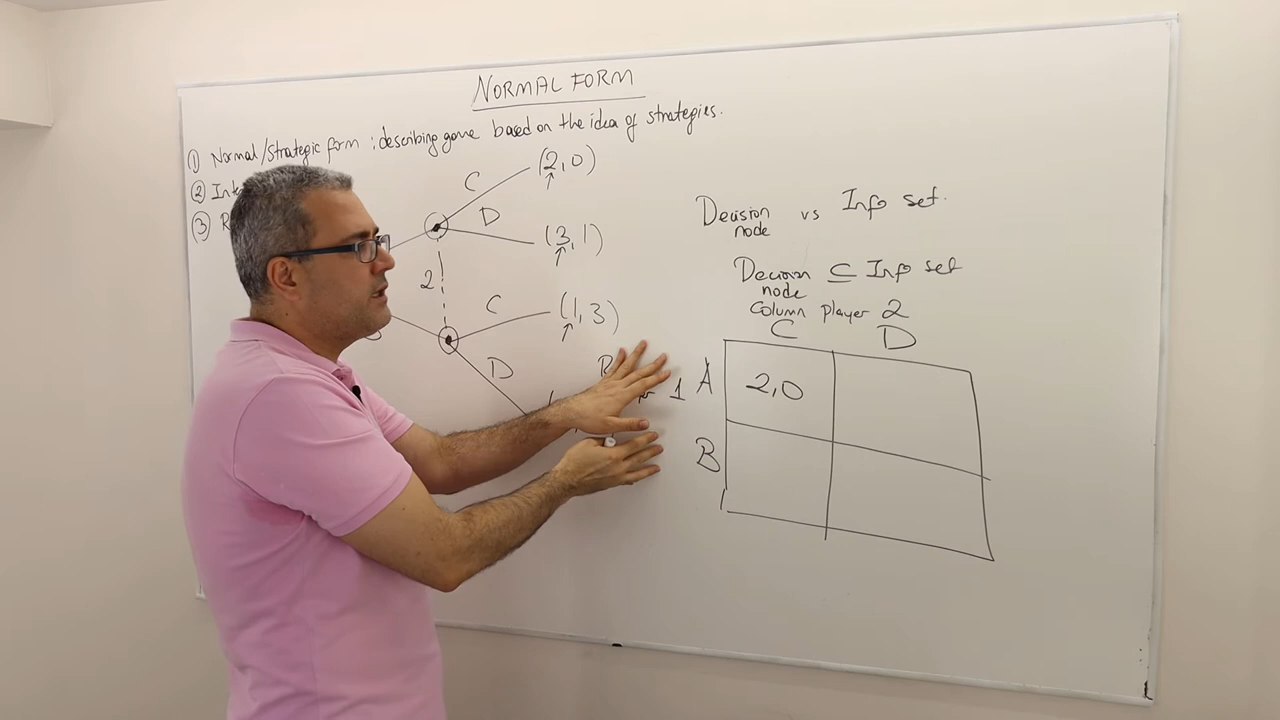 NORMAL FORM
① Normal/Strategic form : describing game based on the idea of strategies.
②
③
C
(2,0)
D
(3,1)
2
C
(1,3)
D
Decision node vs Info set.
Decision node ⊆ Info set
Column player 2
C D
1 A 2,0
B